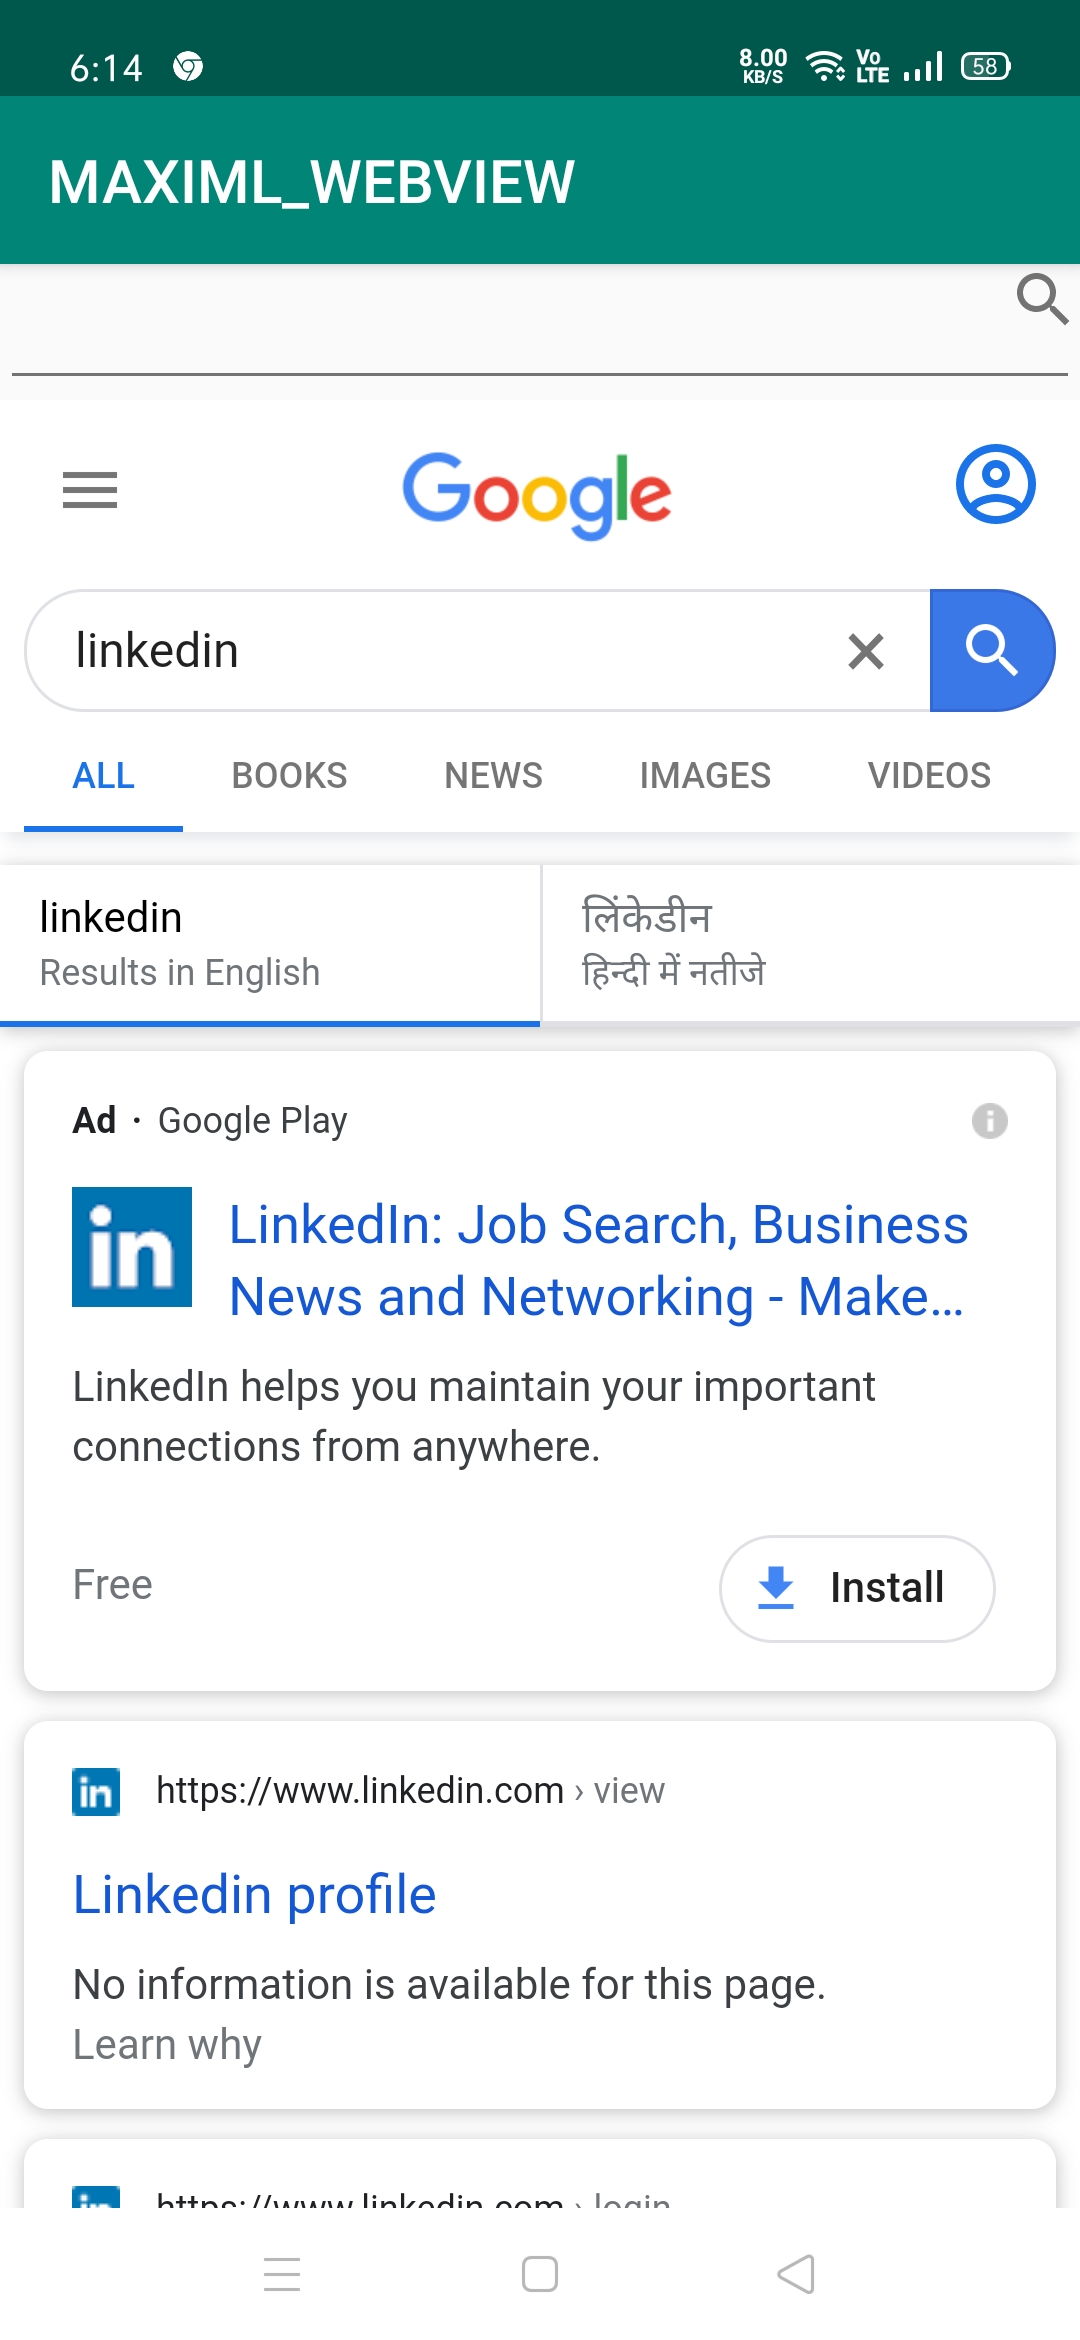 6:14
8.00
KB/S
Vo
LTE
58
MAXIML_WEBVIEW
Google
linkedin
ALL BOOKS NEWS IMAGES VIDEOS
linkedin
Results in English
लिंकेडीन
हिन्दी में नतीजे
Ad · Google Play
in
LinkedIn: Job Search, Business
News and Networking - Make...
LinkedIn helps you maintain your important
connections from anywhere.
Free
Install
in
https://www.linkedin.com › view
Linkedin profile
No information is available for this page.
Learn why
in
https://www.linkedin.com › login